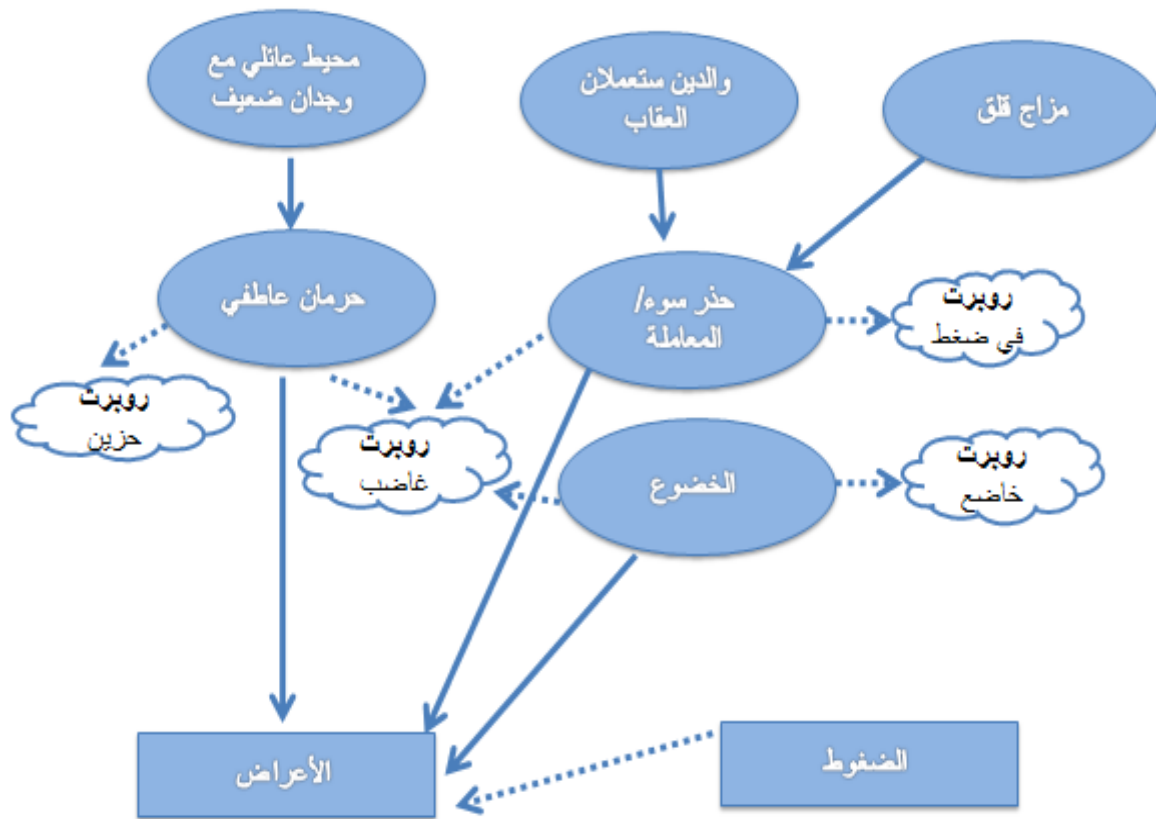 محيط عائلي مع
وجدان ضعيف
والدين ستعملان
العقاب
مزاج قلق
حرمان عاطفي
حذر سوء/
المعاملة
روبرت
في ضغط
روبرت
حزين
روبرت
غاضب
الخضوع
روبرت
خاضع
الأعراض
الضغوط